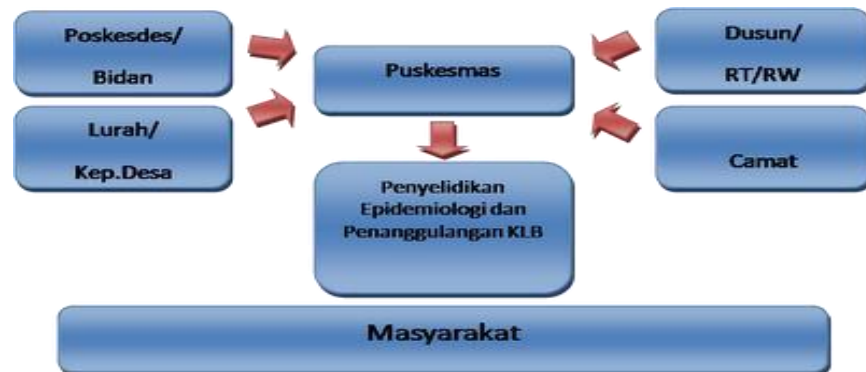 Poskesdes/
Bidan
Lurah/
Kep.Desa
Puskesmas
Penyelidikan
Epidemiologi dan
Penanggulangan KLB
Dusun/
RT/RW
Camat
Masyarakat